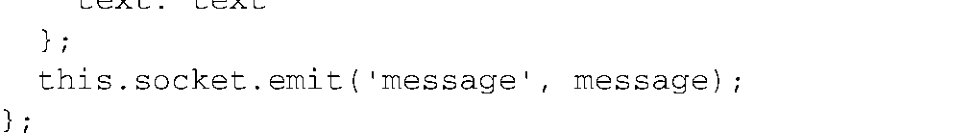 text: text
};
this.socket.emit('message', message);
};